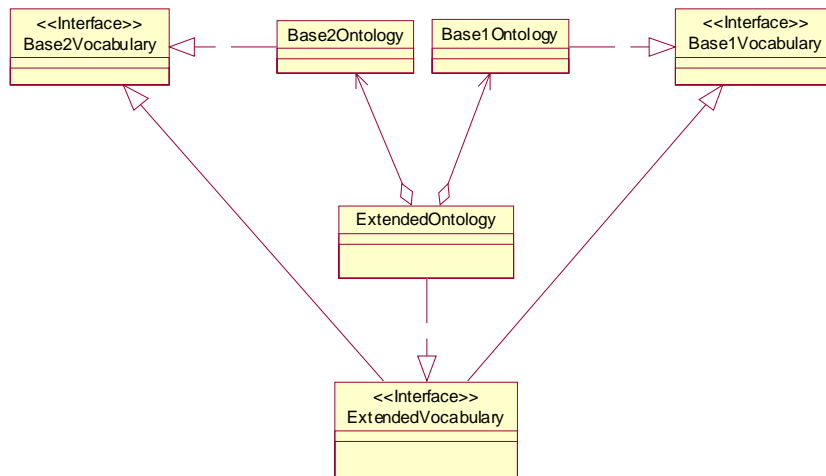 <<Interface>>
Base2Vocabulary
Base2Ontology
Base1Ontology
<<Interface>>
Base1Vocabulary
ExtendedOntology
<<Interface>>
ExtendedVocabulary